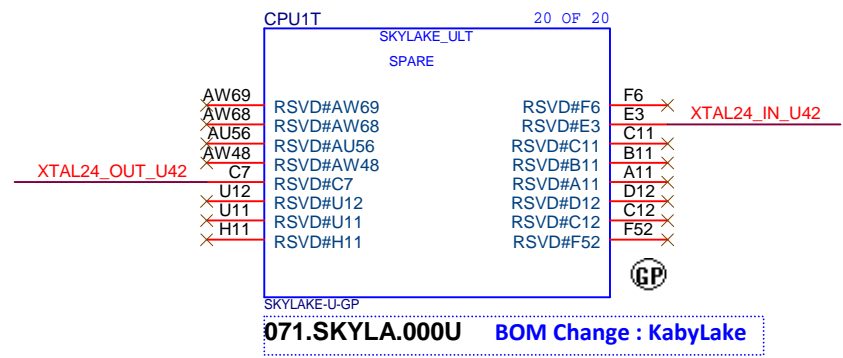 CPU1T 20 OF 20
SKYLAKE_ULT
SPARE
AW69 RSVD#AW69 RSVD#F6 F6
AW68 RSVD#AW68 RSVD#E3 E3 XTAL24_IN_U42
AU56 RSVD#AU56 RSVD#C11 C11
AW48 RSVD#AW48 RSVD#B11 B11
XTAL24_OUT_U42 C7 RSVD#C7 RSVD#A11 A11
U12 RSVD#U12 RSVD#D12 D12
U11 RSVD#U11 RSVD#C12 C12
H11 RSVD#H11 RSVD#F52 F52
GP
SKYLAKE-U-GP
071.SKYLA.000U BOM Change : KabyLake